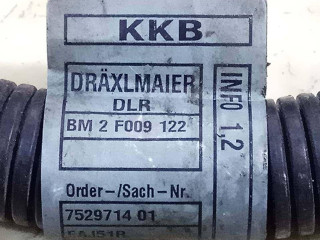 KKB
DRÄXLMAIER
DLR
BM 2 F009 122
INFO 1,2
Order-/Sach-Nr.
7529714 01